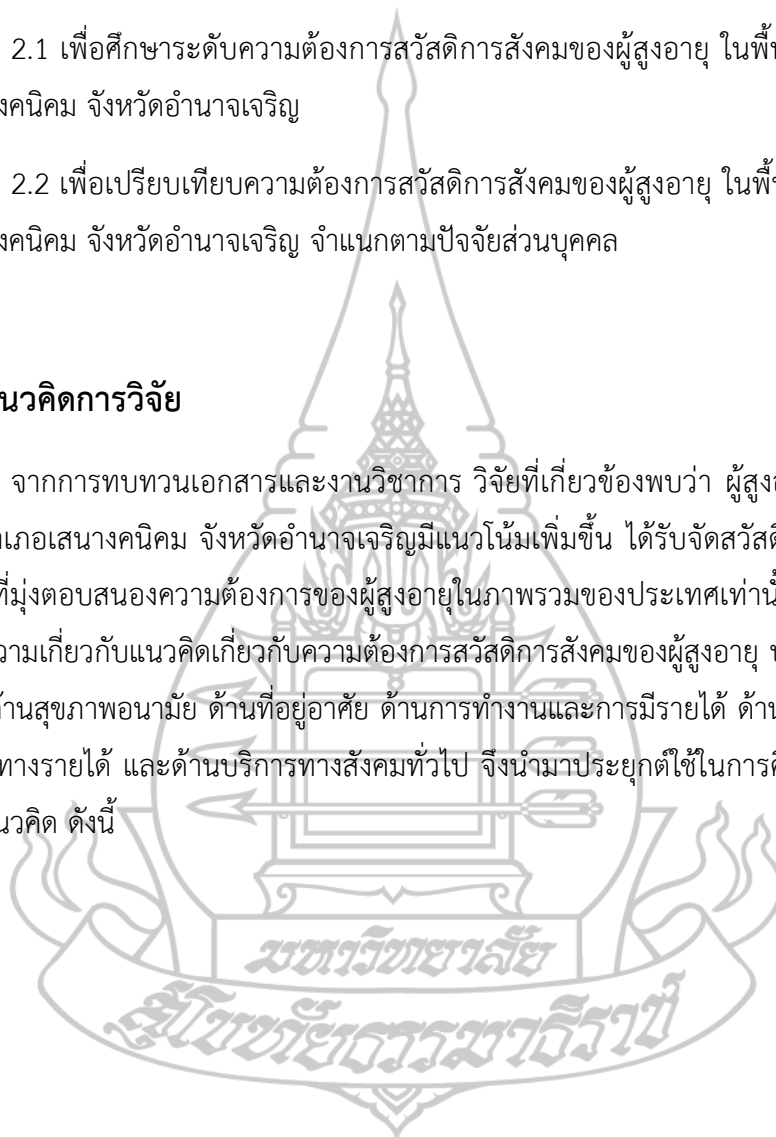 2.1 เพื่อศึกษาระดับความต้องการสวัสดิการสังคมของผู้สูงอายุ ในพื้น
งคนิคม จังหวัดอำนาจเจริญ
2.2 เพื่อเปรียบเทียบความต้องการสวัสดิการสังคมของผู้สูงอายุ ในพื้น
งคนิคม จังหวัดอำนาจเจริญ จำแนกตามปัจจัยส่วนบุคคล
นวคิดการวิจัย
จากการทบทวนเอกสารและงานวิชาการ วิจัยที่เกี่ยวข้องพบว่า ผู้สูงอ
เภอเสนางคนิคม จังหวัดอำนาจเจริญมีแนวโน้มเพิ่มขึ้น ได้รับจัดสวัสดิ
ที่มุ่งตอบสนองความต้องการของผู้สูงอายุในภาพรวมของประเทศเท่านั้
วามเกี่ยวกับแนวคิดเกี่ยวกับความต้องการสวัสดิการสังคมของผู้สูงอายุ
้านสุขภาพอนามัย ด้านที่อยู่อาศัย ด้านการทำงานและการมีรายได้ ด้าน
ทางรายได้ และด้านบริการทางสังคมทั่วไป จึงนำมาประยุกต์ใช้ในการศึ
นวคิด ดังนี้
มหาวิทยาลัย
สุโขทัยธรรมาธิราช